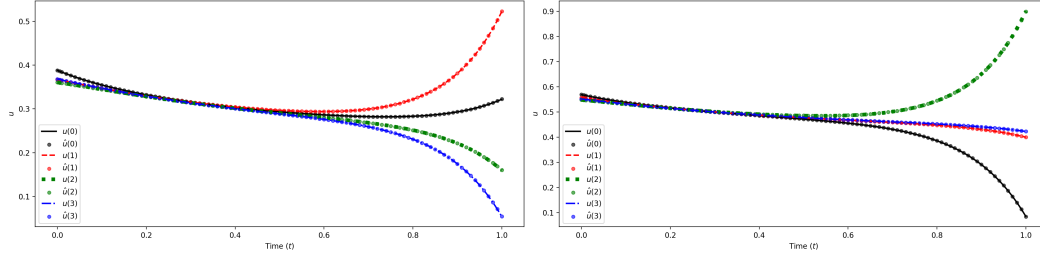 0.5
0.4
0.3
0.2
0.1
u
u(0)
û(0)
u(1)
û(1)
u(2)
û(2)
u(3)
û(3)
0.0 0.2 0.4 0.6 0.8 1.0
Time (t)
0.9
0.8
0.7
0.6
0.5
0.4
0.3
0.2
0.1
u
u(0)
û(0)
u(1)
û(1)
u(2)
û(2)
u(3)
û(3)
0.0 0.2 0.4 0.6 0.8 1.0
Time (t)